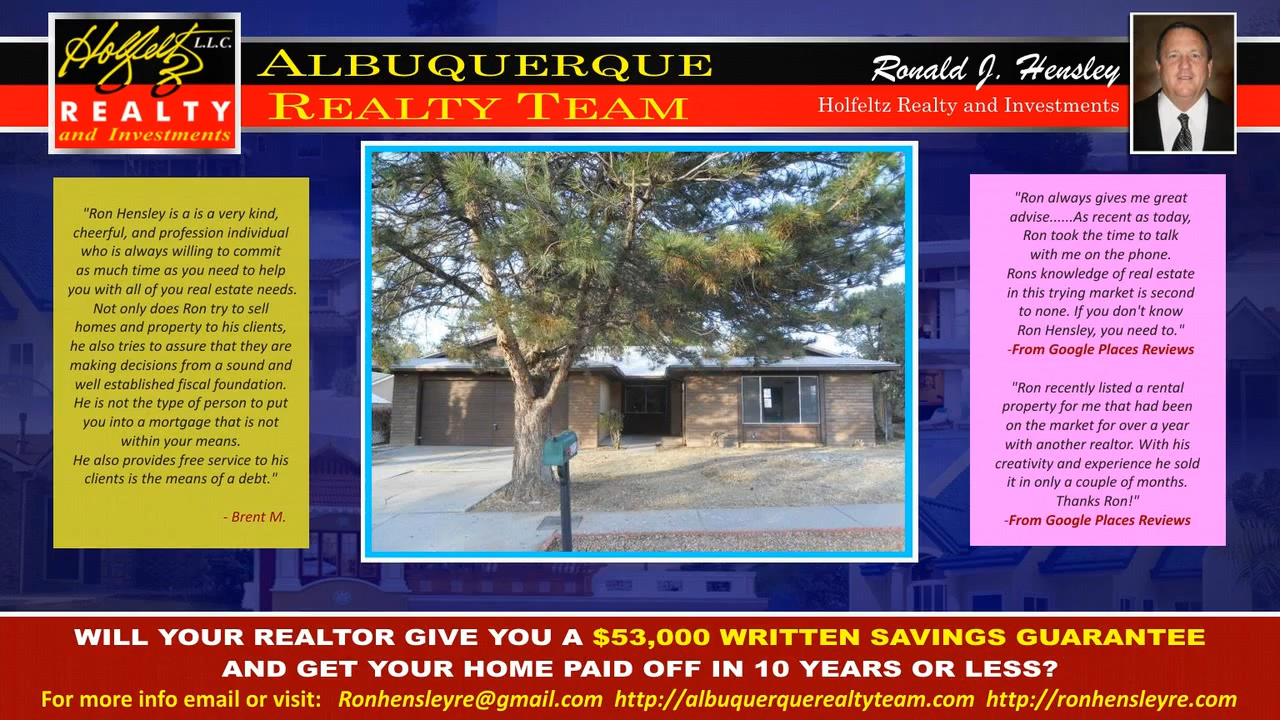 Holfeltz L.L.C.
REALTY
and Investments
ALBUQUERQUE
REALTY TEAM
Ronald J. Hensley
Holfeltz Realty and Investments
"Ron Hensley is a is a very kind,
cheerful, and profession individual
who is always willing to commit
as much time as you need to help
you with all of you real estate needs.
Not only does Ron try to sell
homes and property to his clients,
he also tries to assure that they are
making decisions from a sound and
well established fiscal foundation.
He is not the type of person to put
you into a mortgage that is not
within your means.
He also provides free service to his
clients is the means of a debt."
- Brent M.
"Ron always gives me great
advise......As recent as today,
Ron took the time to talk
with me on the phone.
Rons knowledge of real estate
in this trying market is second
to none. If you don't know
Ron Hensley, you need to."
-From Google Places Reviews
"Ron recently listed a rental
property for me that had been
on the market for over a year
with another realtor. With his
creativity and experience he sold
it in only a couple of months.
Thanks Ron!"
-From Google Places Reviews
WILL YOUR REALTOR GIVE YOU A $53,000 WRITTEN SAVINGS GUARANTEE
AND GET YOUR HOME PAID OFF IN 10 YEARS OR LESS?
For more info email or visit: Ronhensleyre@gmail.com http://albuquerquerealtyteam.com http://ronhensleyre.com